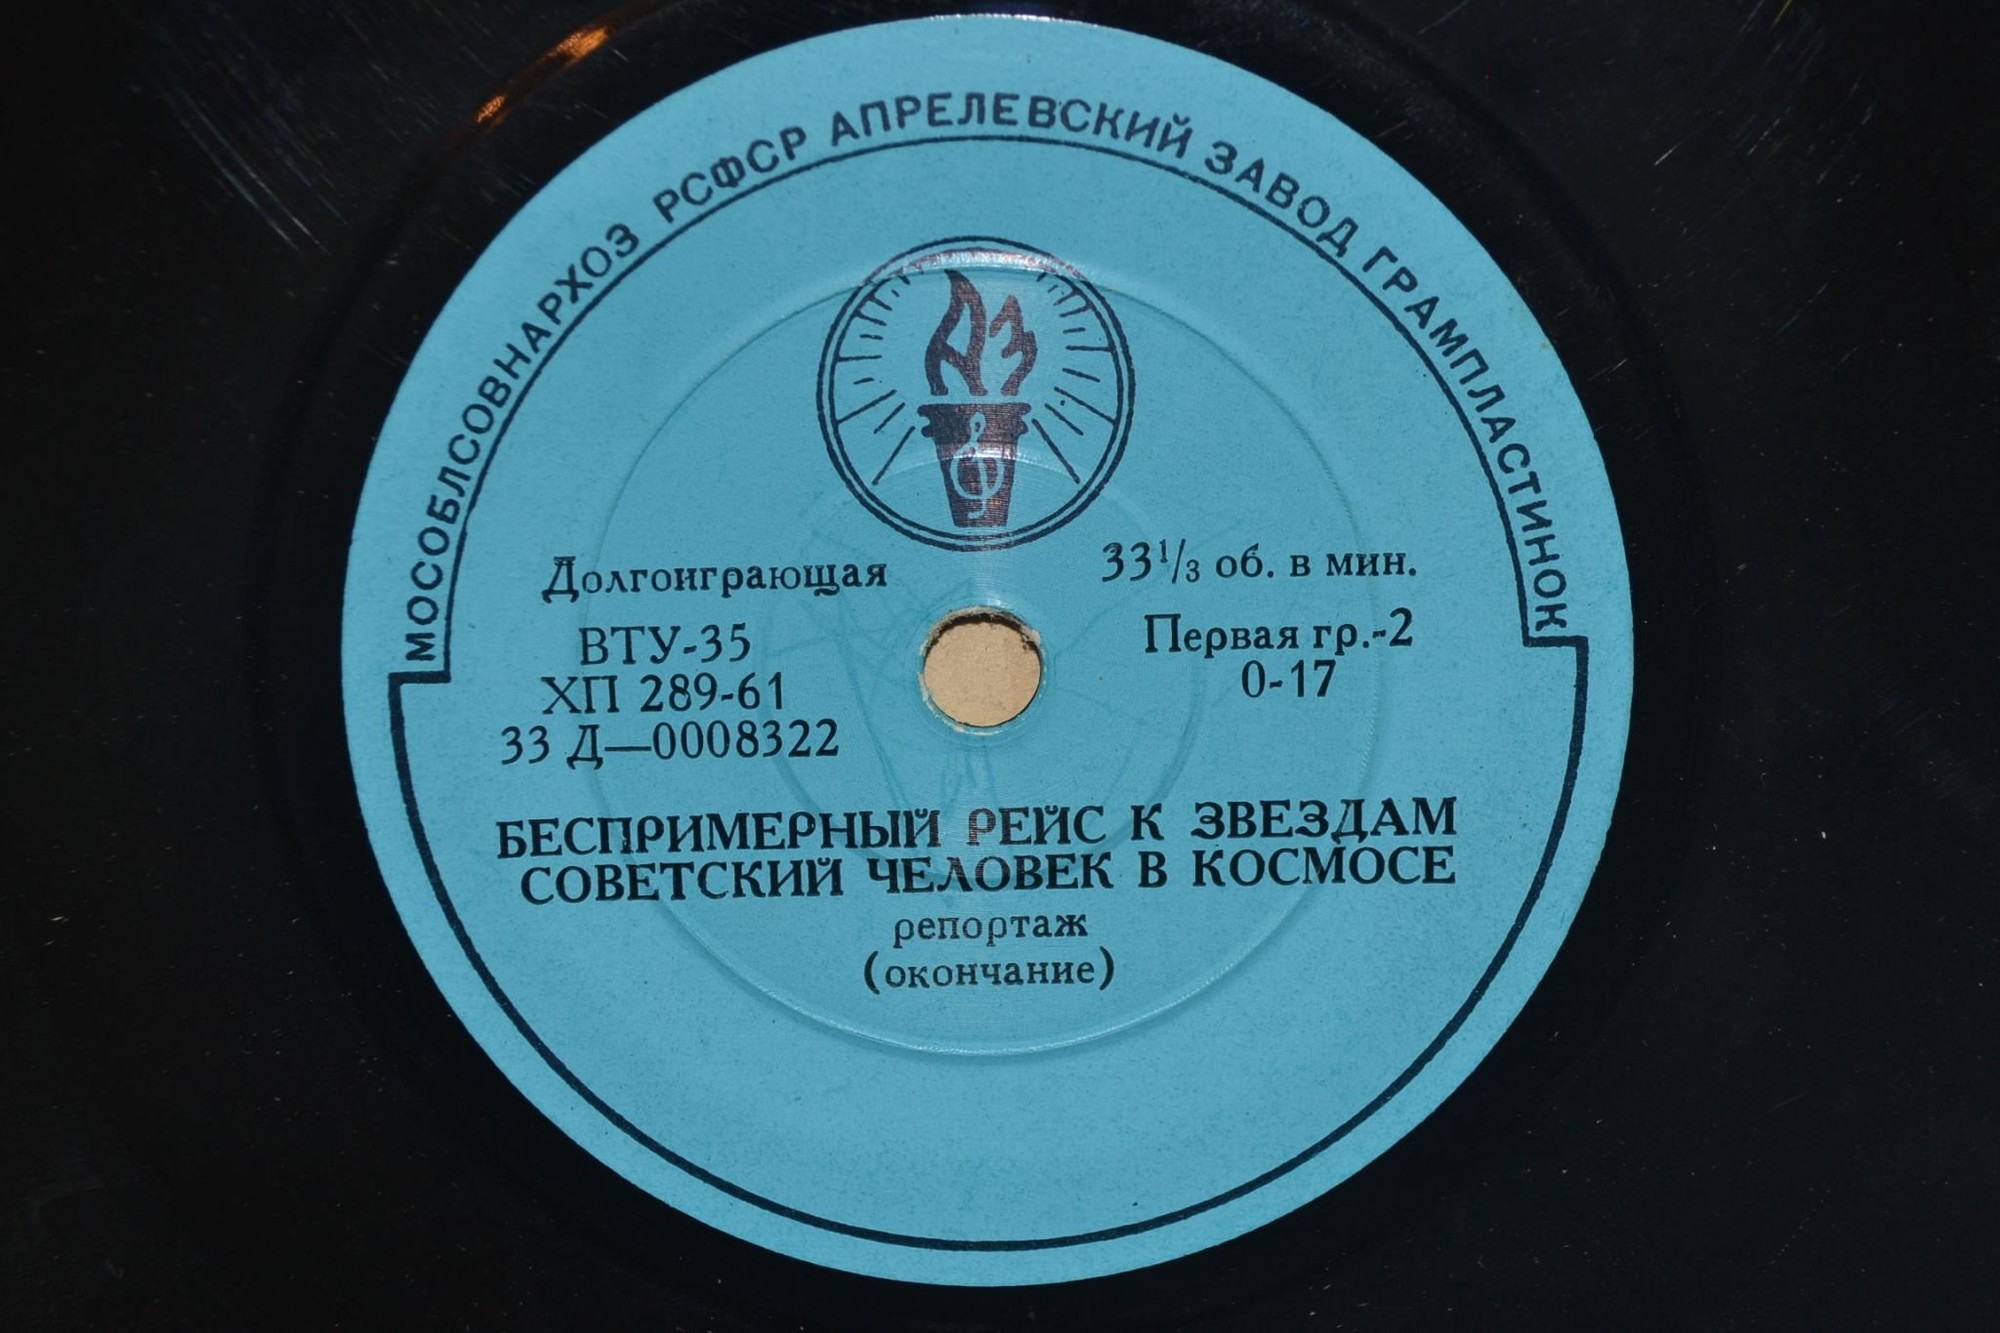 МОСОБЛСОВНАРХОЗ РСФСР АПРЕЛЕВСКИЙ ЗАВОД ГРАМПЛАСТИНОК
АЗ
Долгоиграющая
ВТУ-35
ХП 289-61
33 Д—0008322
33 1/3 об. в мин.
Первая гр.-2
0-17
БЕСПРИМЕРНЫЙ РЕЙС К ЗВЕЗДАМ
СОВЕТСКИЙ ЧЕЛОВЕК В КОСМОСЕ
репортаж
(окончание)